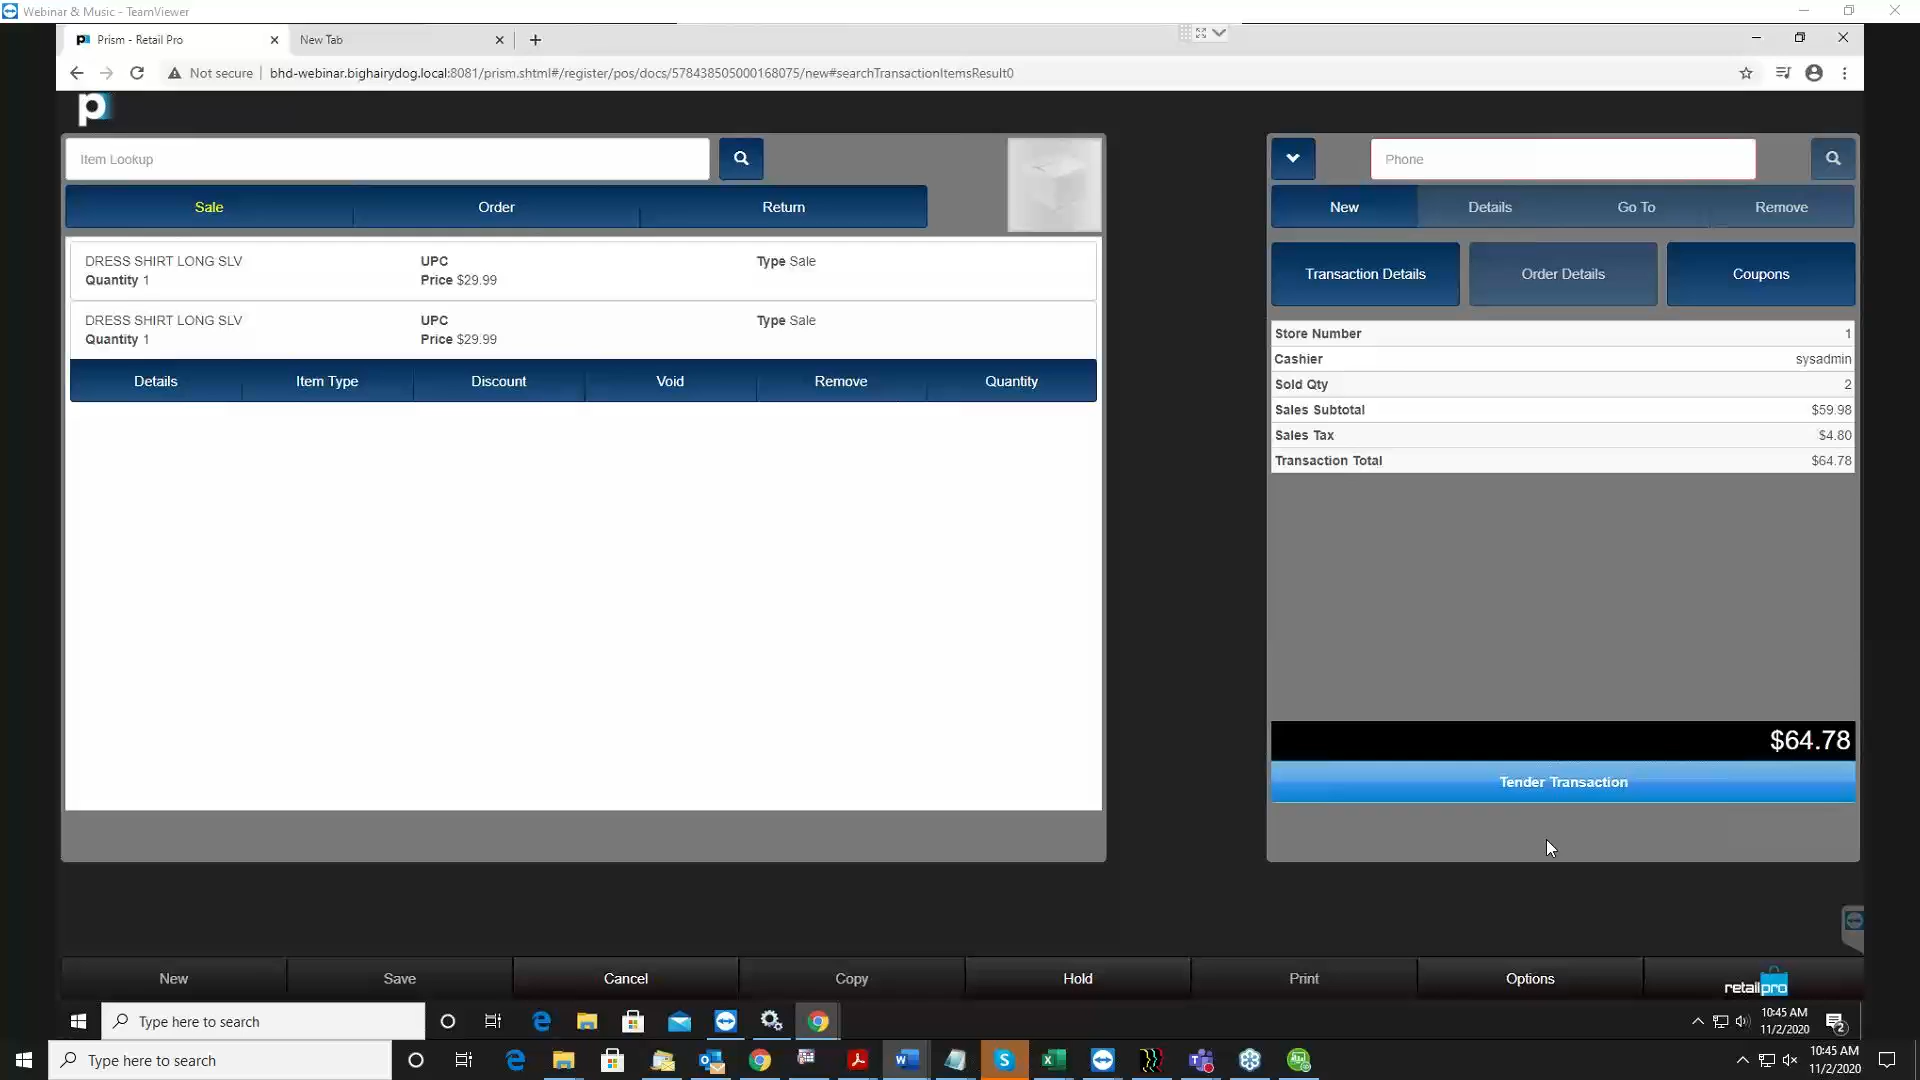 Webinar & Music - TeamViewer
Prism - Retail Pro
New Tab
Not secure
bhd-webinar.bighairydog.local:8081/prism.shtml#/register/pos/docs/578438505000168075/new#searchTransactionItemsResult0
p
Item Lookup
Phone
Sale
Order
Return
New
Details
Go To
Remove
DRESS SHIRT LONG SLV
UPC
Type Sale
Quantity 1
Price $29.99
Transaction Details
Order Details
Coupons
DRESS SHIRT LONG SLV
UPC
Type Sale
Quantity 1
Price $29.99
Store Number 1
Cashier sysadmin
Details
Item Type
Discount
Void
Remove
Quantity
Sold Qty 2
Sales Subtotal $59.98
Sales Tax $4.80
Transaction Total $64.78
$64.78
Tender Transaction
New
Save
Cancel
Copy
Hold
Print
Options
retailpro
Type here to search
10:45 AM
11/2/2020
2
Type here to search
10:45 AM
11/2/2020